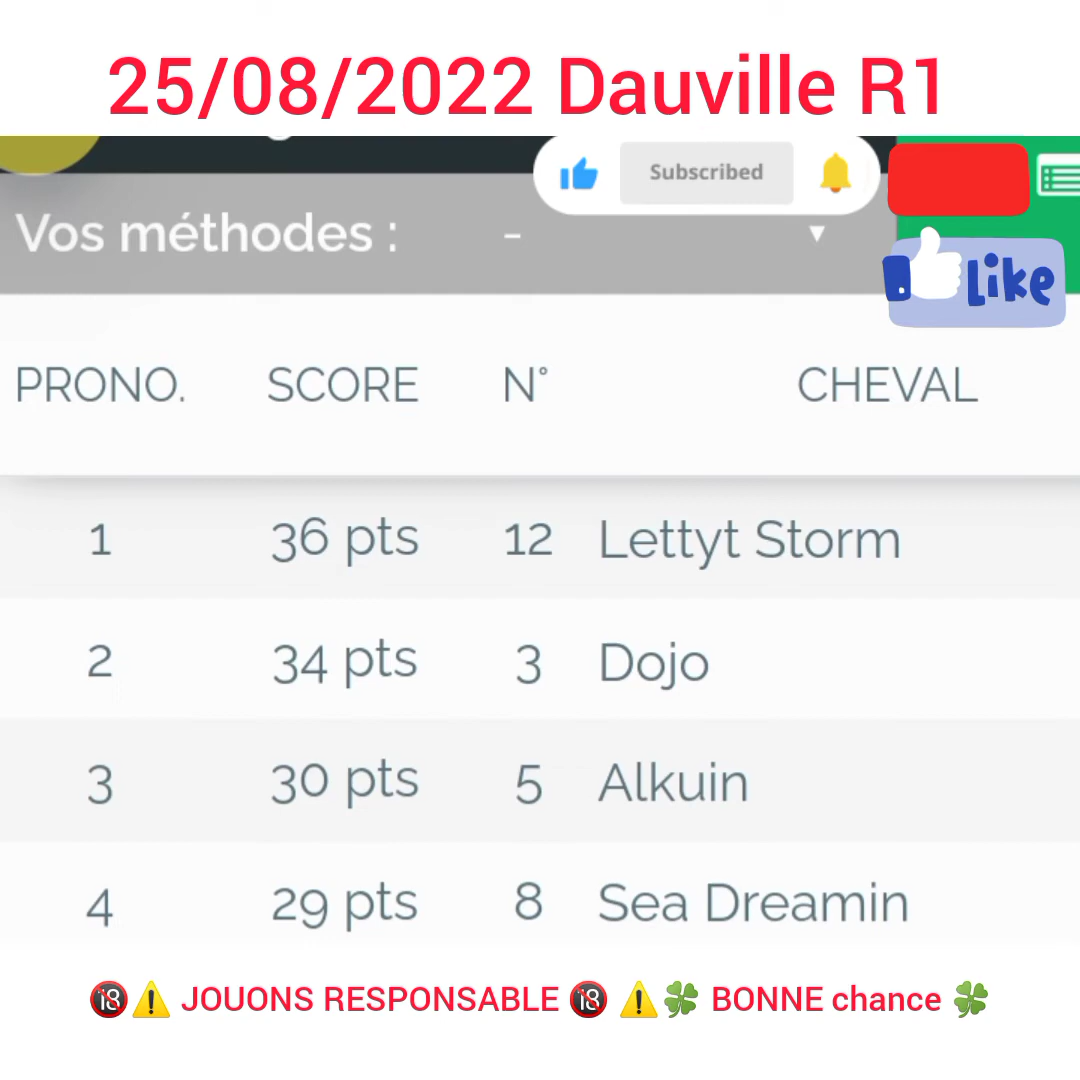 25/08/2022 Dauville R1
Subscribed
Vos méthodes : -
Like
PRONO. SCORE N° CHEVAL
1 36 pts 12 Lettyt Storm
2 34 pts 3 Dojo
3 30 pts 5 Alkuin
4 29 pts 8 Sea Dreamin
🔞⚠️ JOUONS RESPONSABLE 🔞 ⚠️🍀 BONNE chance 🍀